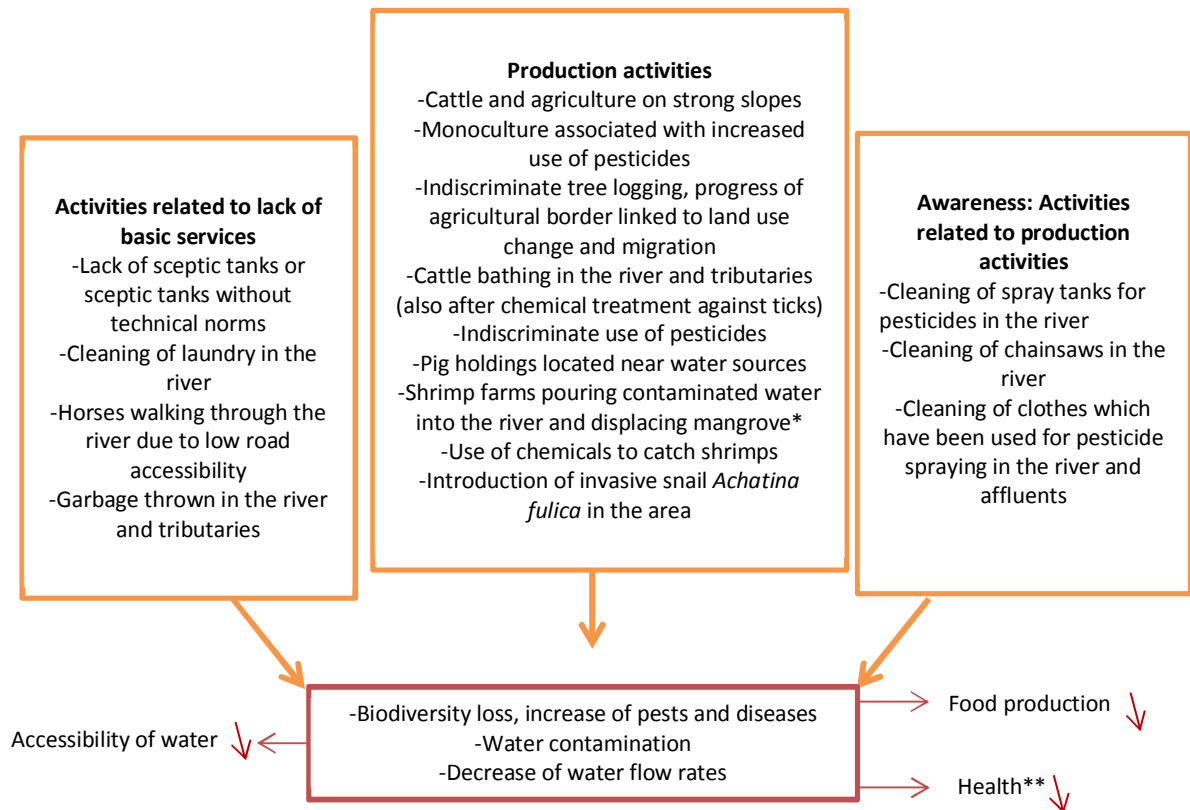 Activities related to lack of
basic services
-Lack of sceptic tanks or
sceptic tanks without
technical norms
-Cleaning of laundry in the
river
-Horses walking through the
river due to low road
accessibility
-Garbage thrown in the river
and tributaries
Production activities
-Cattle and agriculture on strong slopes
-Monoculture associated with increased
use of pesticides
-Indiscriminate tree logging, progress of
agricultural border linked to land use
change and migration
-Cattle bathing in the river and tributaries
(also after chemical treatment against ticks)
-Indiscriminate use of pesticides
-Pig holdings located near water sources
-Shrimp farms pouring contaminated water
into the river and displacing mangrove*
-Use of chemicals to catch shrimps
-Introduction of invasive snail Achatina
fulica in the area
Awareness: Activities
related to production
activities
-Cleaning of spray tanks for
pesticides in the river
-Cleaning of chainsaws in the
river
-Cleaning of clothes which
have been used for pesticide
spraying in the river and
affluents
-Biodiversity loss, increase of pests and diseases
-Water contamination
-Decrease of water flow rates
Accessibility of water
Food production
Health**